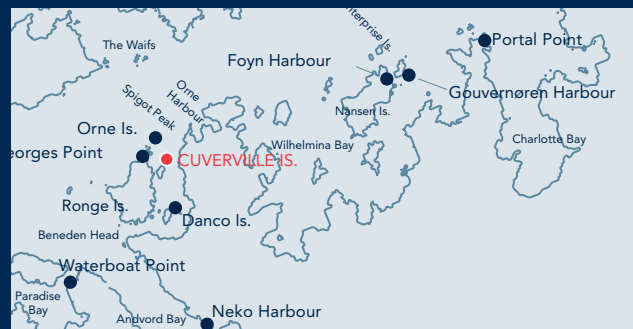 nterprise Is.
Portal Point
The Waifs
Foyn Harbour
Gouvernøren Harbour
Orne
Harbour
Spigot Peak
Nansen Is.
Orne Is.
Charlotte Bay
Wilhelmina Bay
eorges Point
CUVERVILLE IS.
Ronge Is.
Danco Is.
Beneden Head
Waterboat Point
Paradise
Bay
Neko Harbour
Andvord Bay